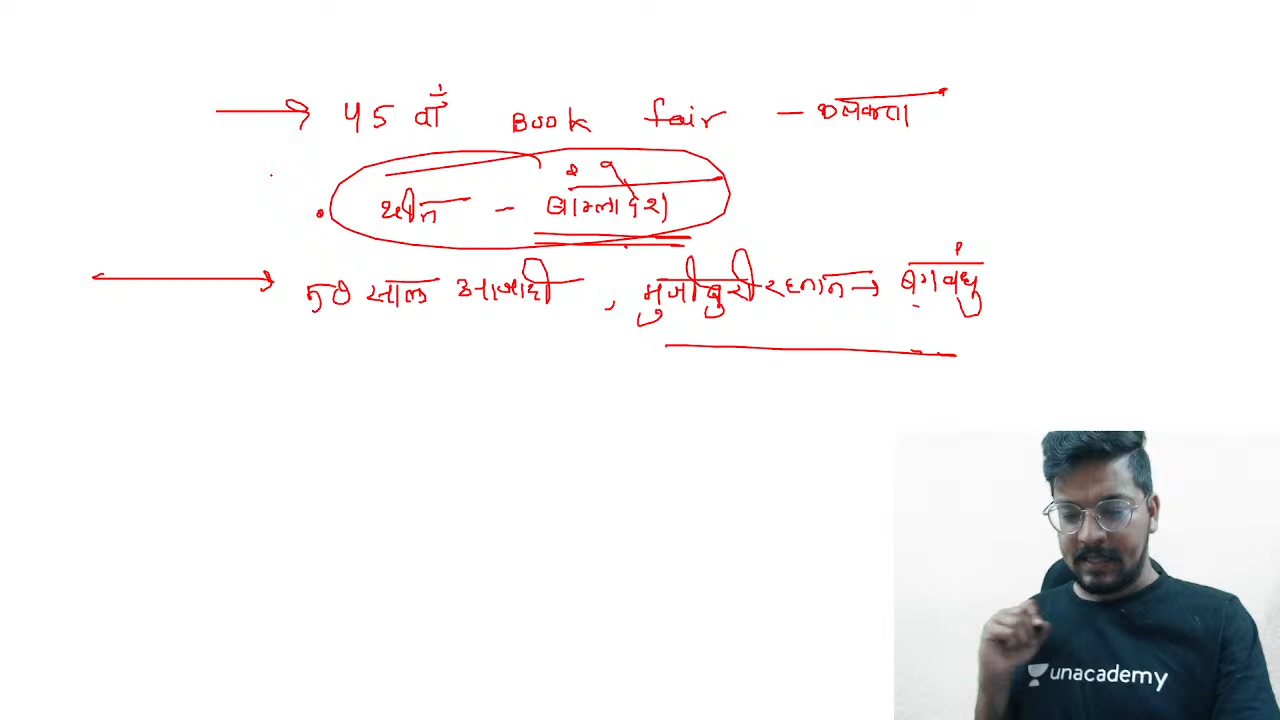 45 वाँ Book fair - कलकत्ता
थीम - बांग्लादेश
50 साल आजादी , मुजीबुर रहमान → बंगबंधु
unacademy